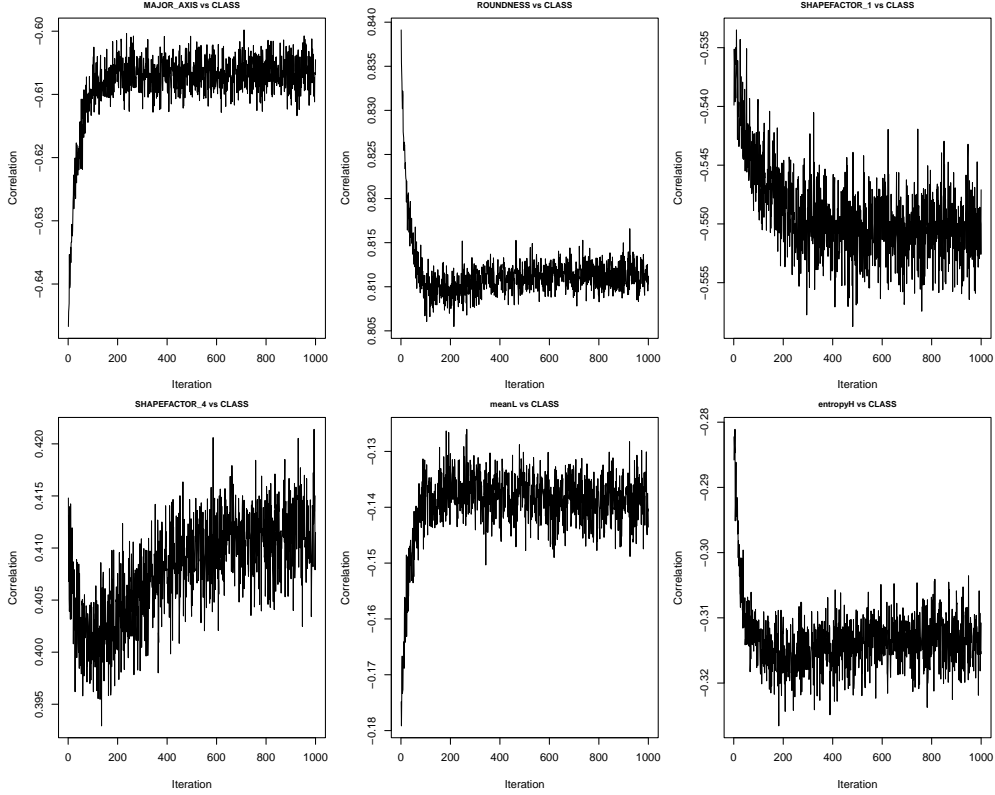 MAJOR_AXIS vs CLASS
Correlation
−0.60
−0.61
−0.62
−0.63
−0.64
0 200 400 600 800 1000
Iteration
ROUNDNESS vs CLASS
Correlation
0.840
0.835
0.830
0.825
0.820
0.815
0.810
0.805
0 200 400 600 800 1000
Iteration
SHAPEFACTOR_1 vs CLASS
Correlation
−0.535
−0.540
−0.545
−0.550
−0.555
0 200 400 600 800 1000
Iteration
SHAPEFACTOR_4 vs CLASS
Correlation
0.420
0.415
0.410
0.405
0.400
0.395
0 200 400 600 800 1000
Iteration
meanL vs CLASS
Correlation
−0.13
−0.14
−0.15
−0.16
−0.17
−0.18
0 200 400 600 800 1000
Iteration
entropyH vs CLASS
Correlation
−0.28
−0.29
−0.30
−0.31
−0.32
0 200 400 600 800 1000
Iteration